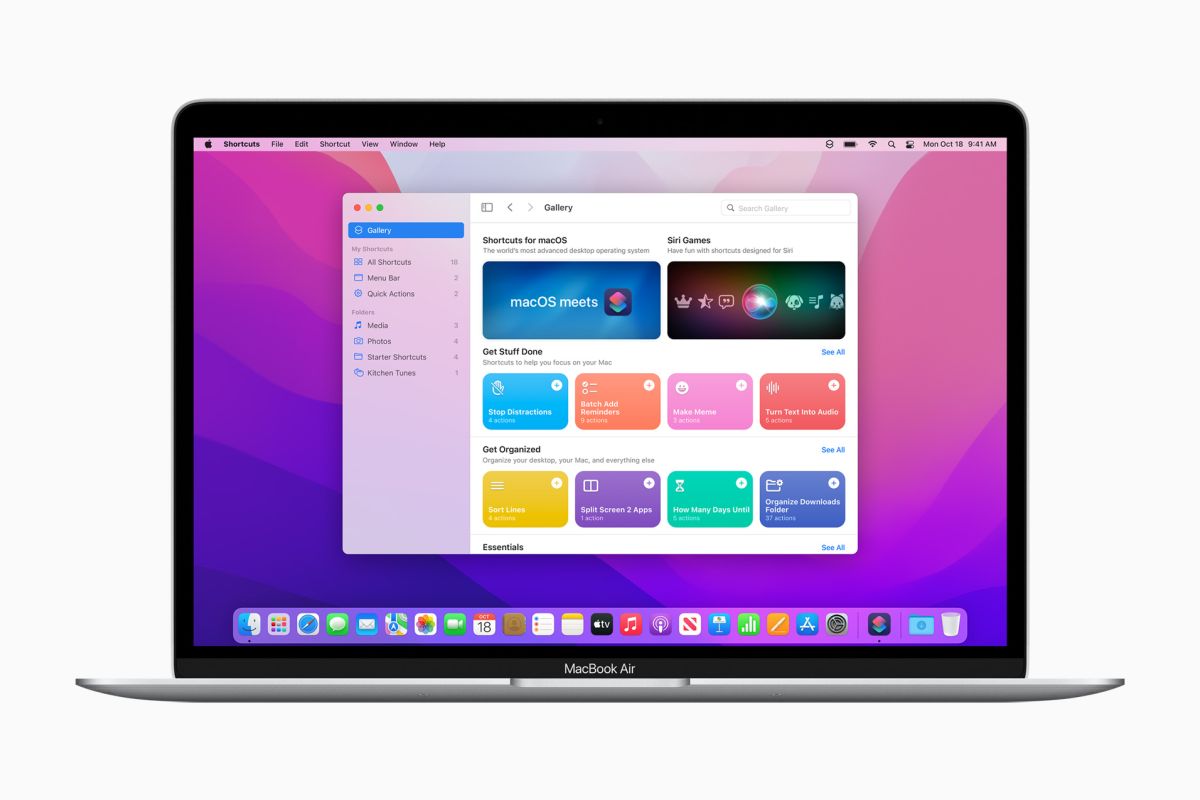 Shortcuts File Edit Shortcut View Window Help Mon Oct 18 9:41 AM
Gallery
Search Gallery
Gallery
My Shortcuts
All Shortcuts 18
Menu Bar 2
Quick Actions 2
Folders
Media 3
Photos 4
Starter Shortcuts 4
Kitchen Tunes 1
Shortcuts for macOS
The world's most advanced desktop operating system
macOS meets
Siri Games
Have fun with shortcuts designed for Siri
Get Stuff Done
See All
Shortcuts to help you focus on your Mac
Stop Distractions
4 actions
Batch Add
Reminders
9 actions
Make Meme
3 actions
Turn Text Into Audio
5 actions
Get Organized
See All
Organize your desktop, your Mac, and everything else
Sort Lines
4 actions
Split Screen 2 Apps
1 action
How Many Days Until
5 actions
Organize Downloads
Folder
37 actions
Essentials
See All
OCT
18
tv
MacBook Air